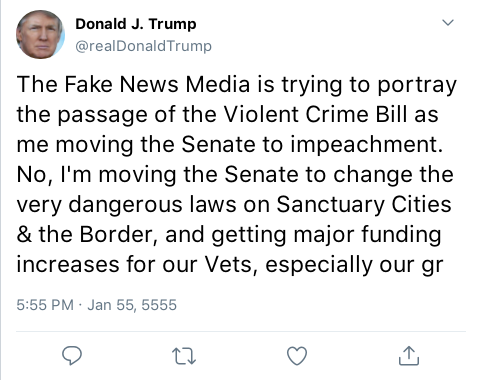 Donald J. Trump
@realDonaldTrump
The Fake News Media is trying to portray
the passage of the Violent Crime Bill as
me moving the Senate to impeachment.
No, I'm moving the Senate to change the
very dangerous laws on Sanctuary Cities
& the Border, and getting major funding
increases for our Vets, especially our gr
5:55 PM · Jan 55, 5555